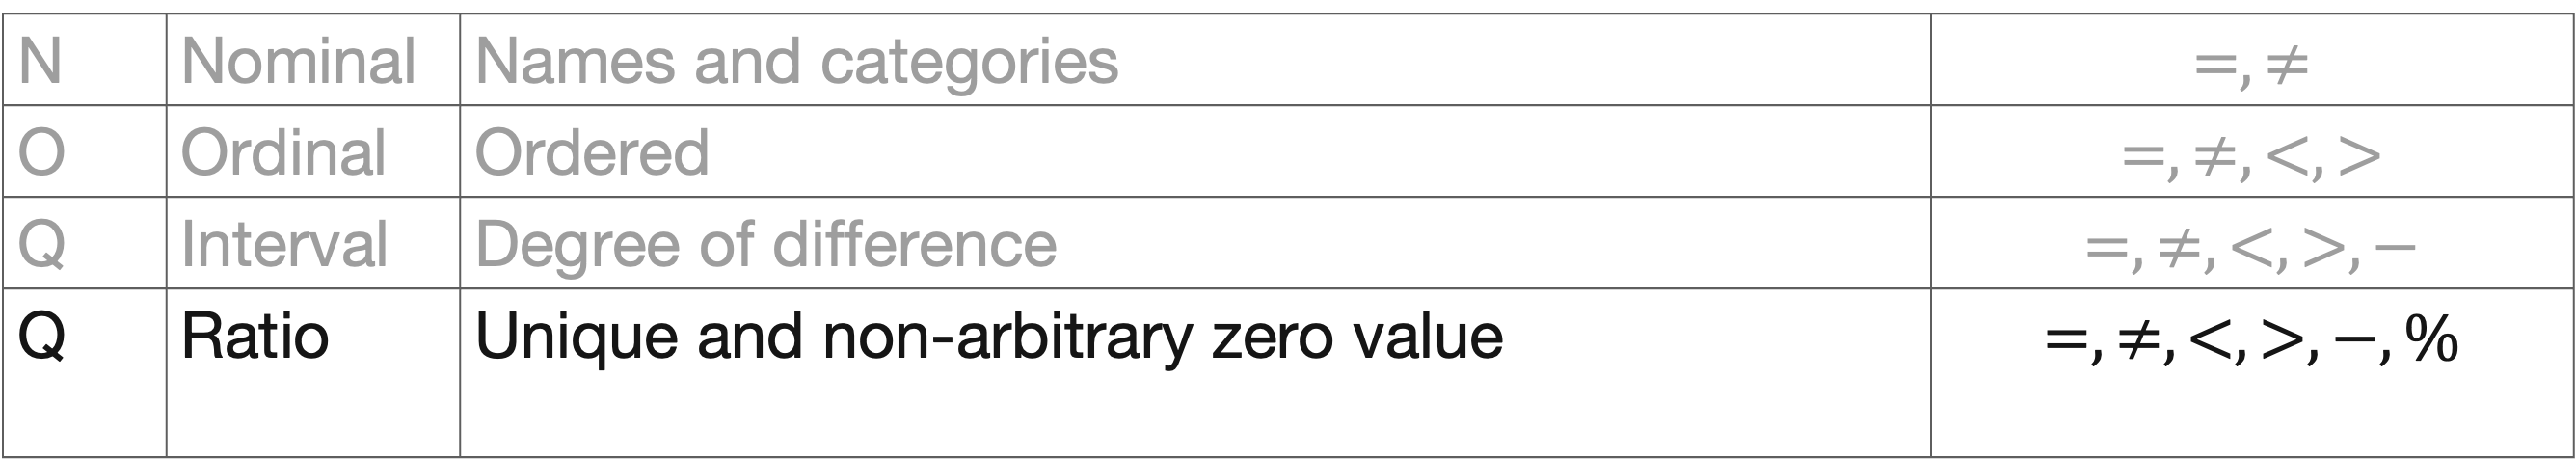 N Nominal Names and categories =, ≠
O Ordinal Ordered =, ≠, <, >
Q Interval Degree of difference =, ≠, <, >, −
Q Ratio Unique and non-arbitrary zero value =, ≠, <, >, −, %